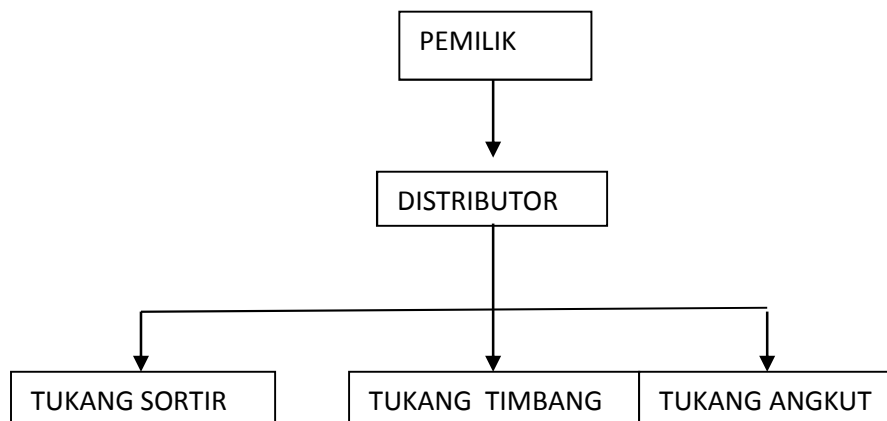 PEMILIK
DISTRIBUTOR
TUKANG SORTIR
TUKANG TIMBANG
TUKANG ANGKUT